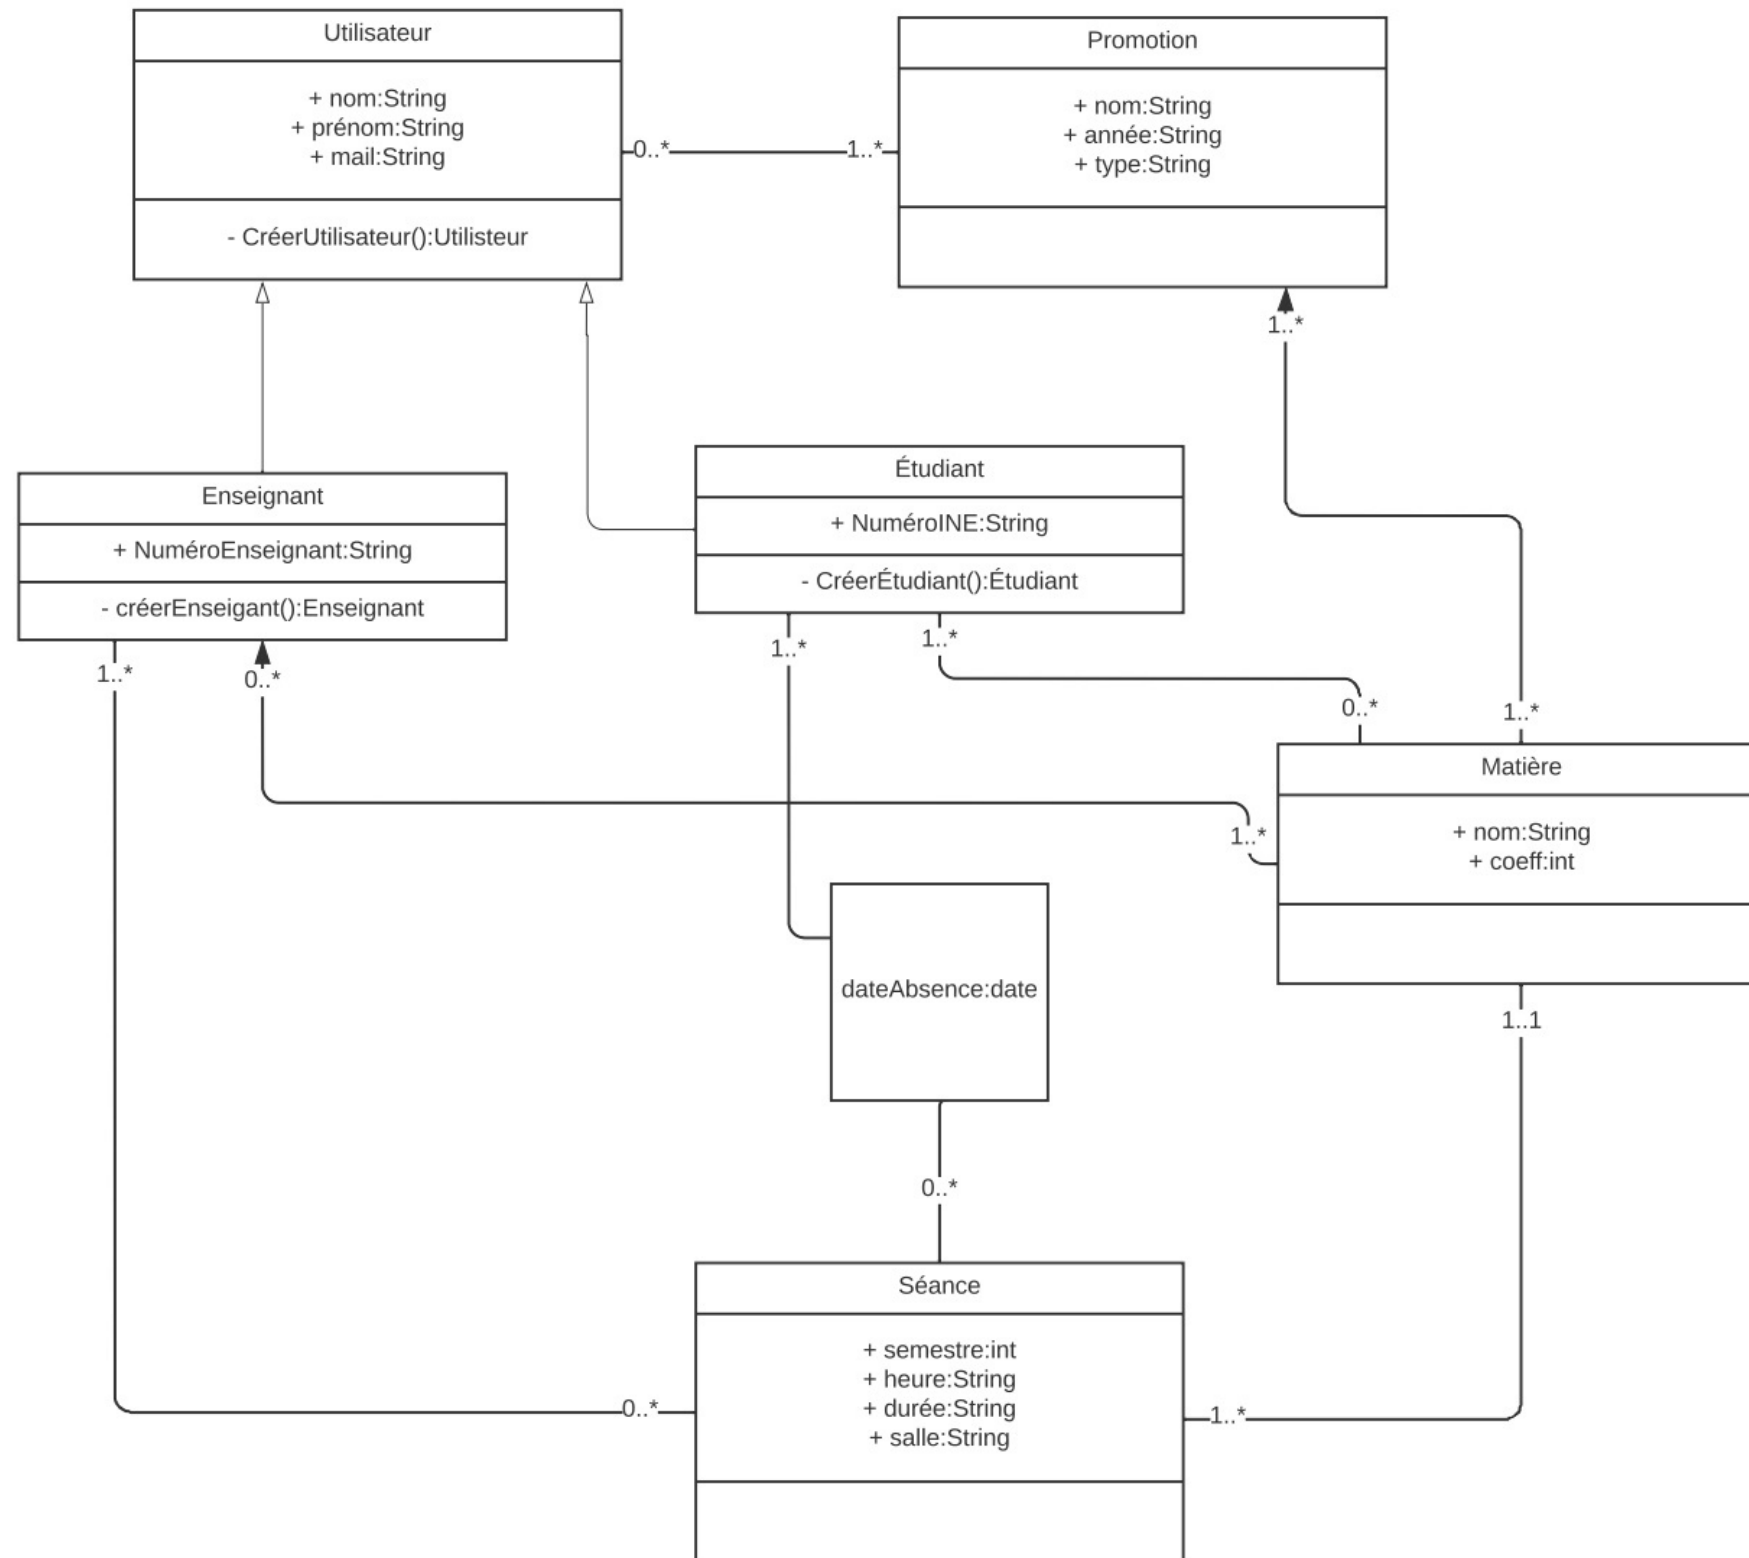 Utilisateur
+ nom:String
+ prénom:String
+ mail:String
- CréerUtilisateur():Utilisteur
0..*
1..*
Promotion
+ nom:String
+ année:String
+ type:String
1..*
Enseignant
+ NuméroEnseignant:String
- créerEnseigant():Enseignant
1..*
0..*
Étudiant
+ NuméroINE:String
- CréerÉtudiant():Étudiant
1..*
1..*
0..*
1..*
1..*
Matière
+ nom:String
+ coeff:int
1..1
dateAbsence:date
0..*
Séance
+ semestre:int
+ heure:String
+ durée:String
+ salle:String
0..*
1..*